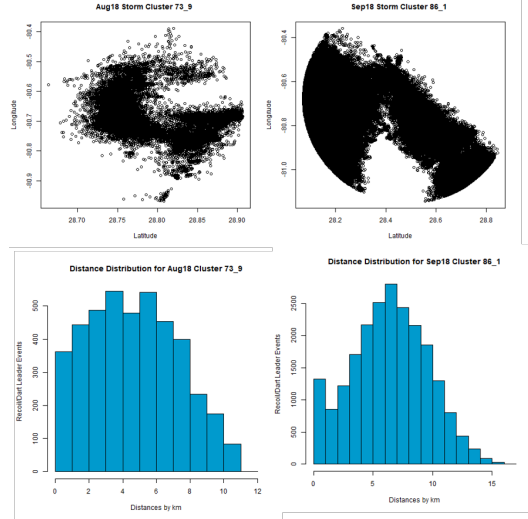 Aug18 Storm Cluster 73_9
Longitude
-80.4
-80.5
-80.6
-80.7
-80.8
-80.9
28.70 28.75 28.80 28.85 28.90
Latitude
Sep18 Storm Cluster 86_1
Longitude
-80.4
-80.6
-80.8
-81.0
28.2 28.4 28.6 28.8
Latitude
Distance Distribution for Aug18 Cluster 73_9
Recoil/Dart Leader Events
500
400
300
200
100
0
0 2 4 6 8 10 12
Distances by km
Distance Distribution for Sep18 Cluster 86_1
Recoil/Dart Leader Events
2500
2000
1500
1000
500
0
0 5 10 15
Distances by km